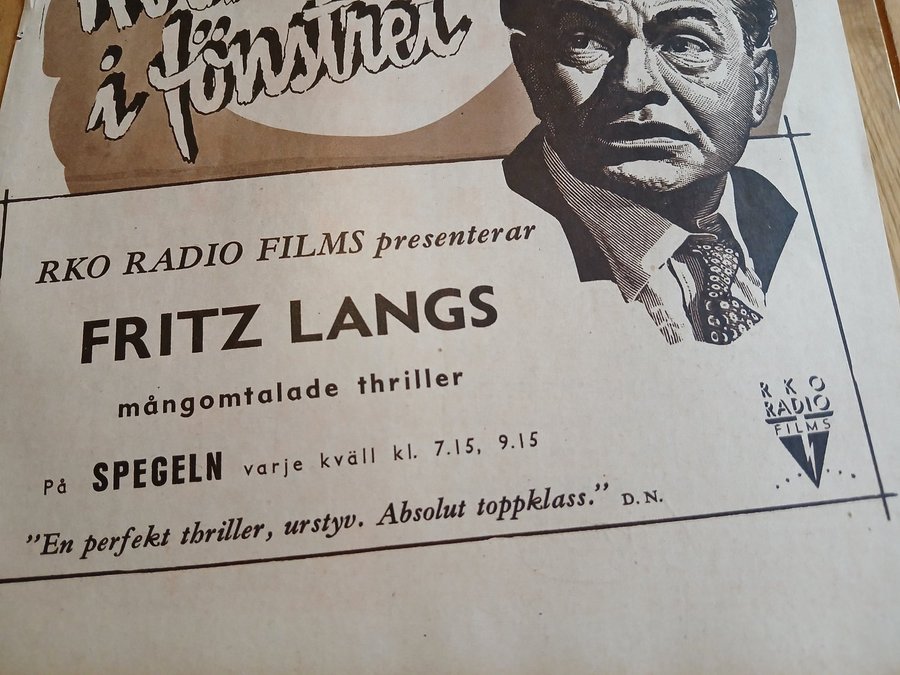 i fönstret
RKO RADIO FILMS presenterar
FRITZ LANGS
mångomtalade thriller
På SPEGELN varje kväll kl. 7.15, 9.15
"En perfekt thriller, urstyv. Absolut toppklass." D.N.
RKO
RADIO
FILMS